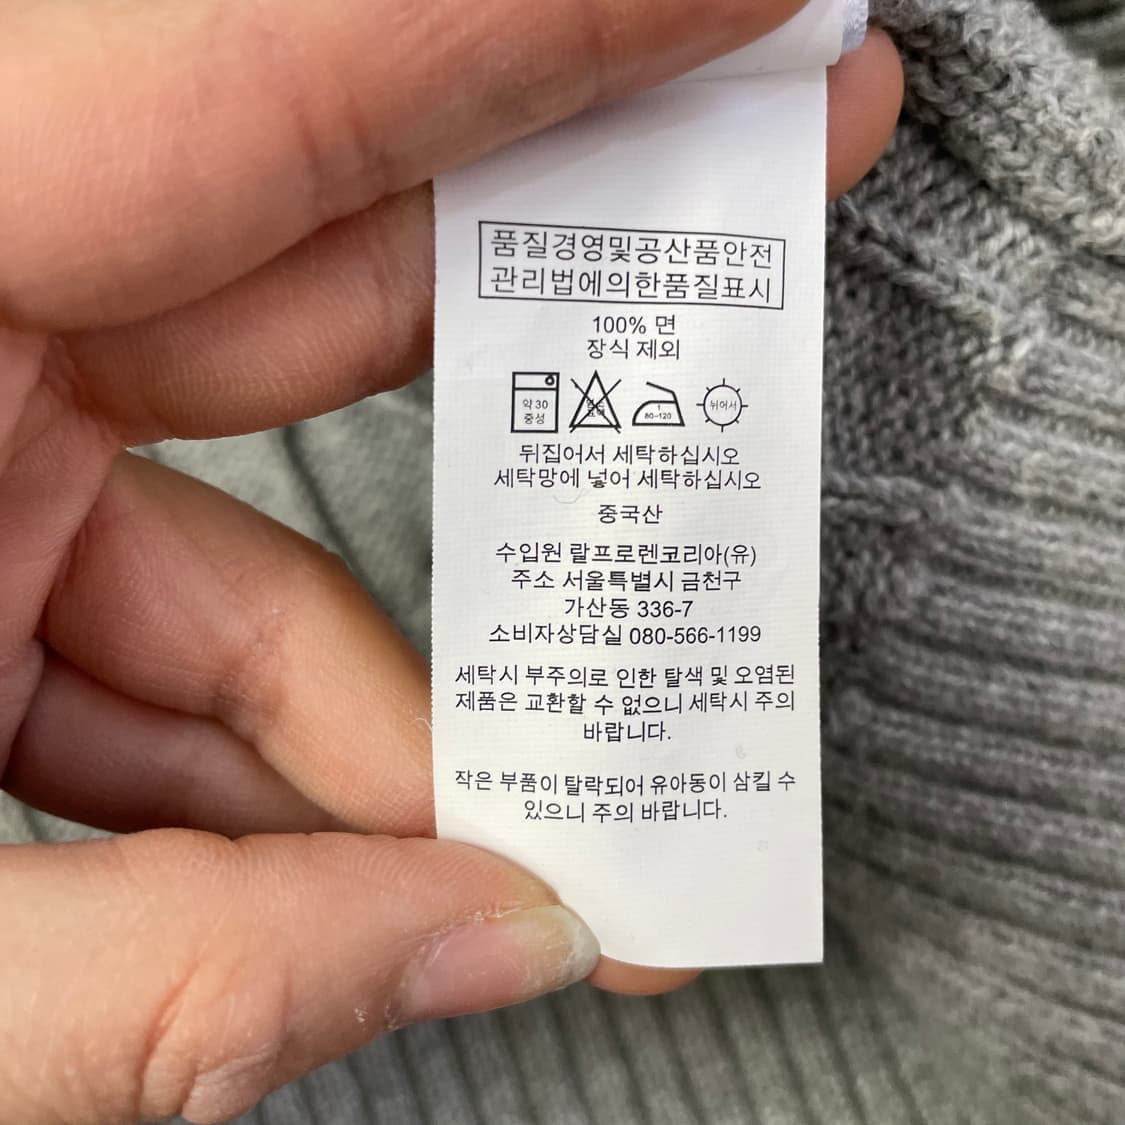 품질경영및공산품안전
관리법에의한품질표시
100% 면
장식 제외
약 30
중성
80~120
뉘어서
뒤집어서 세탁하십시오
세탁망에 넣어 세탁하십시오
중국산
수입원 랄프로렌코리아(유)
주소 서울특별시 금천구
가산동 336-7
소비자상담실 080-566-1199
세탁시 부주의로 인한 탈색 및 오염된
제품은 교환할 수 없으니 세탁시 주의
바랍니다.
작은 부품이 탈락되어 유아동이 삼킬 수
있으니 주의 바랍니다.